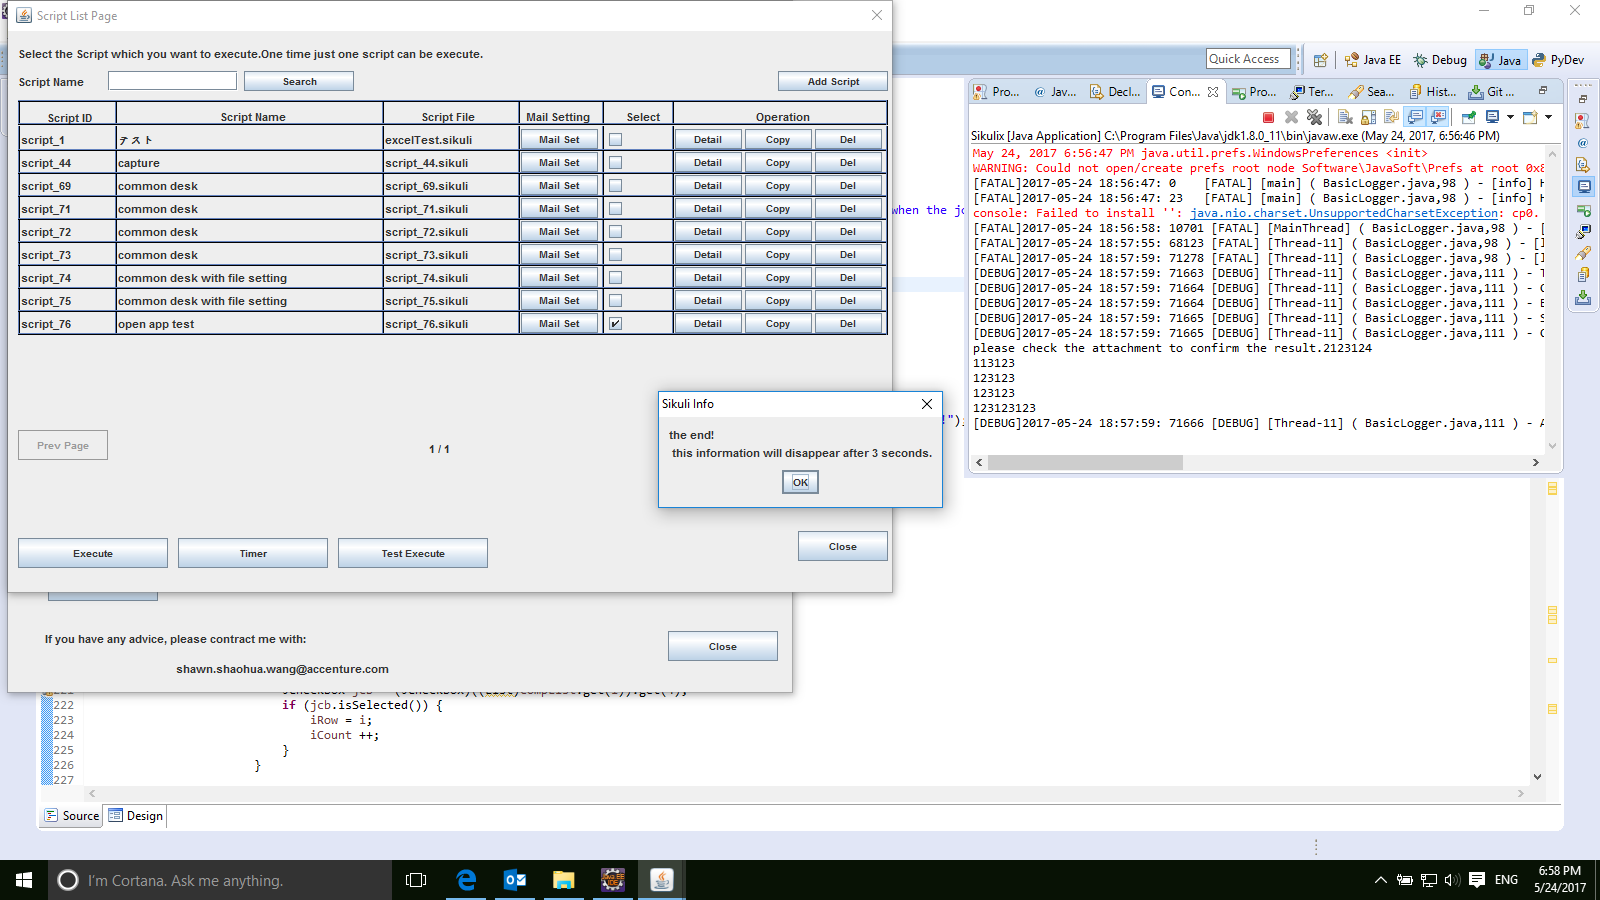 Script List Page
Select the Script which you want to execute.One time just one script can be execute.
Script Name
Search
Add Script
Script ID Script Name Script File Mail Setting Select Operation
script_1 テスト excelTest.sikuli Mail Set Detail Copy Del
script_44 capture script_44.sikuli Mail Set Detail Copy Del
script_69 common desk script_69.sikuli Mail Set Detail Copy Del
script_71 common desk script_71.sikuli Mail Set Detail Copy Del
script_72 common desk script_72.sikuli Mail Set Detail Copy Del
script_73 common desk script_73.sikuli Mail Set Detail Copy Del
script_74 common desk with file setting script_74.sikuli Mail Set Detail Copy Del
script_75 common desk with file setting script_75.sikuli Mail Set Detail Copy Del
script_76 open app test script_76.sikuli Mail Set Detail Copy Del
Prev Page
1 / 1
Execute Timer Test Execute
Close
Sikuli Info
the end!
this information will disappear after 3 seconds.
OK
If you have any advice, please contract me with:
shawn.shaohua.wang@accenture.com
Close
Quick Access
Java EE Debug Java PyDev
Pro... Jav... Decl... Con... Pro... Ter... Sea... Hist... Git ...
Sikulix [Java Application] C:\Program Files\Java\jdk1.8.0_11\bin\javaw.exe (May 24, 2017, 6:56:46 PM)
May 24, 2017 6:56:47 PM java.util.prefs.WindowsPreferences <init>
WARNING: Could not open/create prefs root node Software\JavaSoft\Prefs at root 0x8
[FATAL]2017-05-24 18:56:47: 0 [FATAL] [main] ( BasicLogger.java,98 ) - [info] H
[FATAL]2017-05-24 18:56:47: 23 [FATAL] [main] ( BasicLogger.java,98 ) - [info] H
console: Failed to install '': java.nio.charset.UnsupportedCharsetException: cp0.
[FATAL]2017-05-24 18:56:58: 10701 [FATAL] [MainThread] ( BasicLogger.java,98 ) - [
[FATAL]2017-05-24 18:57:55: 68123 [FATAL] [Thread-11] ( BasicLogger.java,98 ) - [I
[FATAL]2017-05-24 18:57:59: 71278 [FATAL] [Thread-11] ( BasicLogger.java,98 ) - [I
[DEBUG]2017-05-24 18:57:59: 71663 [DEBUG] [Thread-11] ( BasicLogger.java,111 ) - T
[DEBUG]2017-05-24 18:57:59: 71664 [DEBUG] [Thread-11] ( BasicLogger.java,111 ) - C
[DEBUG]2017-05-24 18:57:59: 71664 [DEBUG] [Thread-11] ( BasicLogger.java,111 ) - E
[DEBUG]2017-05-24 18:57:59: 71665 [DEBUG] [Thread-11] ( BasicLogger.java,111 ) - S
[DEBUG]2017-05-24 18:57:59: 71665 [DEBUG] [Thread-11] ( BasicLogger.java,111 ) - C
please check the attachment to confirm the result.2123124
113123
123123
123123
123123123
[DEBUG]2017-05-24 18:57:59: 71666 [DEBUG] [Thread-11] ( BasicLogger.java,111 ) - A
when the jo
!");
222 if (jcb.isSelected()) {
223 iRow = i;
224 iCount ++;
225 }
226 }
227
Source Design
I'm Cortana. Ask me anything.
ENG
6:58 PM
5/24/2017